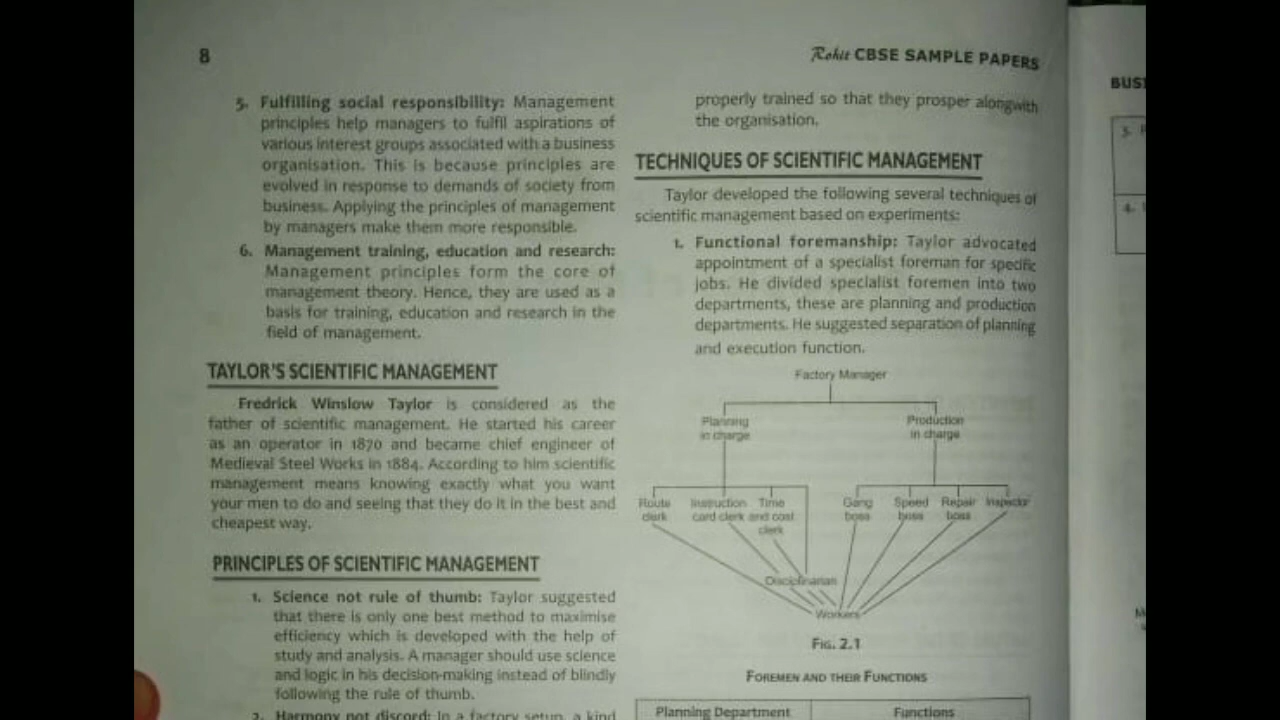 8
Rohit CBSE SAMPLE PAPERS
5. Fulfilling social responsibility: Management
principles help managers to fulfil aspirations of
various interest groups associated with a business
organisation. This is because principles are
evolved in response to demands of society from
business. Applying the principles of management
by managers make them more responsible.
6. Management training, education and research:
Management principles form the core of
management theory. Hence, they are used as a
basis for training, education and research in the
field of management.
TAYLOR'S SCIENTIFIC MANAGEMENT
Fredrick Winslow Taylor is considered as the
father of scientific management. He started his career
as an operator in 1870 and became chief engineer of
Medieval Steel Works in 1884. According to him scientific
management means knowing exactly what you want
your men to do and seeing that they do it in the best and
cheapest way.
PRINCIPLES OF SCIENTIFIC MANAGEMENT
1. Science not rule of thumb: Taylor suggested
that there is only one best method to maximise
efficiency which is developed with the help of
study and analysis. A manager should use science
and logic in his decision-making instead of blindly
following the rule of thumb.
2. Harmony not discord: In a factory setup, a kind
properly trained so that they prosper alongwith
the organisation.
TECHNIQUES OF SCIENTIFIC MANAGEMENT
Taylor developed the following several techniques of
scientific management based on experiments:
1. Functional foremanship: Taylor advocated
appointment of a specialist foreman for specific
jobs. He divided specialist foremen into two
departments, these are planning and production
departments. He suggested separation of planning
and execution function.
Factory Manager
Planning
in charge
Production
in charge
Route
clerk
Instruction
card clerk
Time
and cost
clerk
Gang
boss
Speed
boss
Repair
boss
Inspector
Disciplinarian
Workers
FIG. 2.1
FOREMEN AND THEIR FUNCTIONS
Planning Department
Functions
BUSI
3.
4.